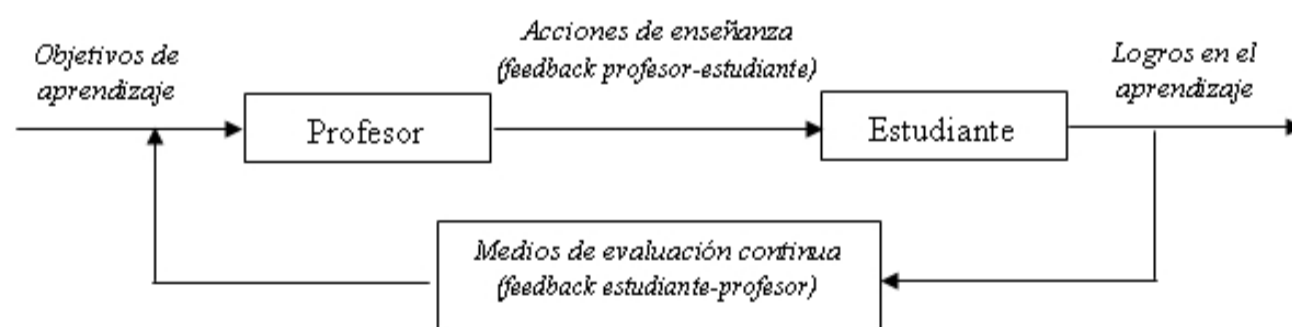 Objetivos de
aprendizaje
Acciones de enseñanza
(feedback profesor-estudiante)
Logros en el
aprendizaje
Profesor
Estudiante
Medios de evaluación continua
(feedback estudiante-profesor)